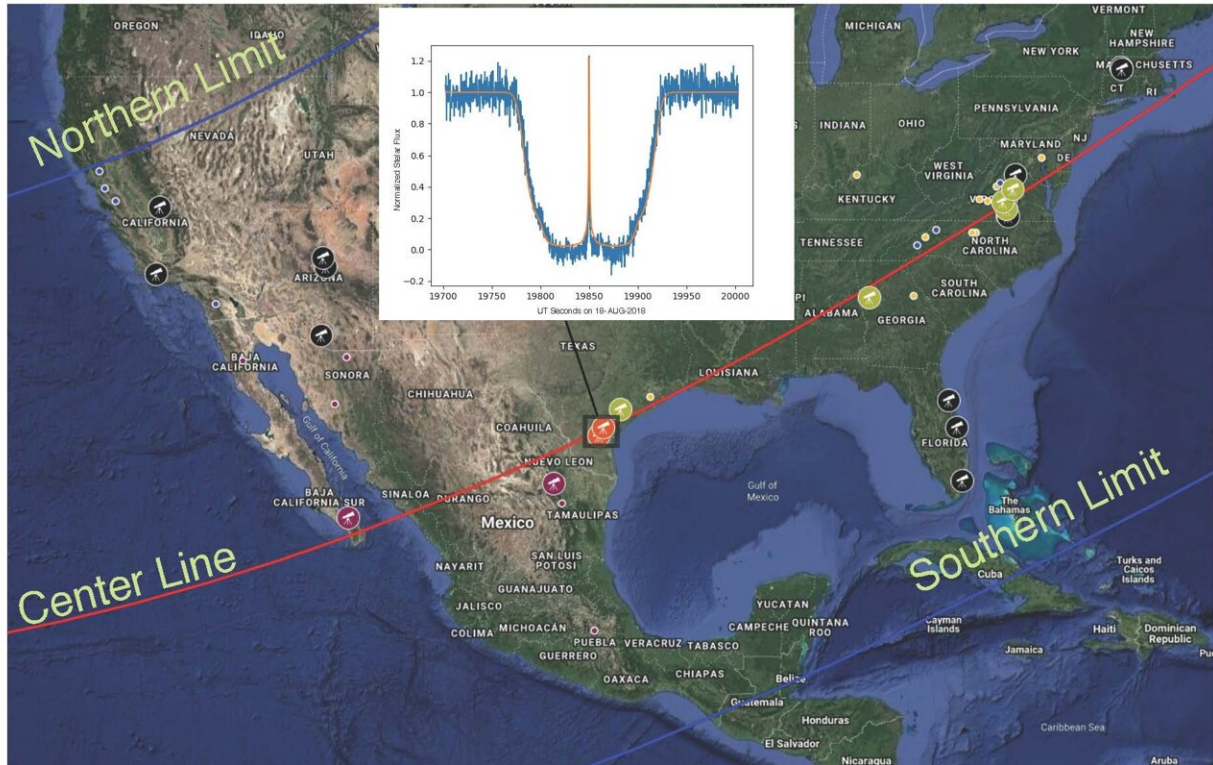 OREGON
IDAHO
Northern Limit
NEVADA
UTAH
CALIFORNIA
ARIZONA
BAJA
CALIFORNIA
SONORA
Gulf of California
CHIHUAHUA
BAJA
CALIFORNIA SUR
SINALOA
DURANGO
Center Line
1.2
1.0
0.8
0.6
0.4
0.2
0.0
−0.2
Normalized Stelar Flux
19700
19750
19800
19850
19900
19950
20000
UT Seconds on 18-AUG-2018
MICHIGAN
VERMONT
NEW
HAMPSHIRE
NEW YORK
MASSACHUSETTS
CT
RI
PENNSYLVANIA
INDIANA
OHIO
NJ
MARYLAND
DE
WEST
VIRGINIA
KENTUCKY
TENNESSEE
NORTH
CAROLINA
SOUTH
CAROLINA
PI
ALABAMA
GEORGIA
TEXAS
LOUISIANA
COAHUILA
NUEVO LEON
FLORIDA
Gulf of
Mexico
TAMAULIPAS
Mexico
SAN LUIS
POTOSI
NAYARIT
GUANAJUATO
JALISCO
COLIMA
MICHOACÁN
PUEBLA
VERACRUZ
TABASCO
GUERRERO
OAXACA
CHIAPAS
YUCATAN
CAMPECHE
QUINTANA
ROO
The
Bahamas
Southern Limit
Cuba
Turks and
Caicos
Islands
Cayman
Islands
Haiti
Dominican
Republic
Jamaica
Belize
Guatemala
Honduras
El Salvador
Nicaragua
Caribbean Sea
Aruba